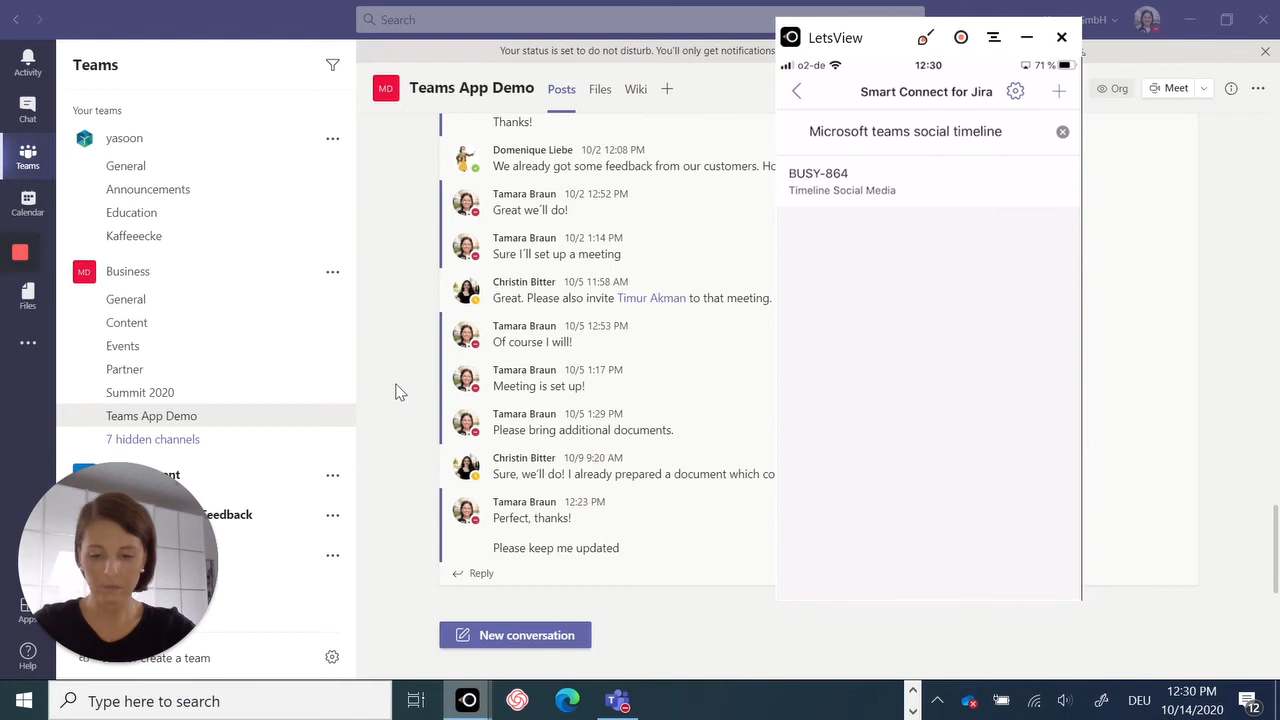 Search
mbH
LetsView
Your status is set to do not disturb. You'll only get notifications
Activity
Chat
Teams
Calendar
Files
Help
Teams
Your teams
yasoon
General
Announcements
Education
Kaffeeecke
MD
Business
General
Content
Events
Partner
Summit 2020
Teams App Demo
7 hidden channels
Feedback
create a team
MD
Teams App Demo
Posts
Files
Wiki
Org
Meet
Thanks!
Domenique Liebe 10/2 12:08 PM
We already got some feedback from our customers.
Tamara Braun 10/2 12:52 PM
Great we´ll do!
Tamara Braun 10/2 1:14 PM
Sure I´ll set up a meeting
Christin Bitter 10/5 11:58 AM
Great. Please also invite Timur Akman to that meeting.
Tamara Braun 10/5 12:53 PM
Of course I will!
Tamara Braun 10/5 1:17 PM
Meeting is set up!
Tamara Braun 10/5 1:29 PM
Please bring additional documents.
Christin Bitter 10/9 9:20 AM
Sure, we'll do! I already prepared a document which co
Tamara Braun 12:23 PM
Perfect, thanks!
Please keep me updated
Reply
New conversation
o2-de
12:30
71 %
Smart Connect for Jira
Microsoft teams social timeline
BUSY-864
Timeline Social Media
Type here to search
DEU
12:30 PM
10/14/2020
12